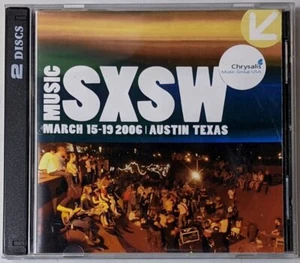 2 DISCS
Chrysalis
Music Group USA
MUSIC
SXSW
MARCH 15-19 2006 | AUSTIN TEXAS